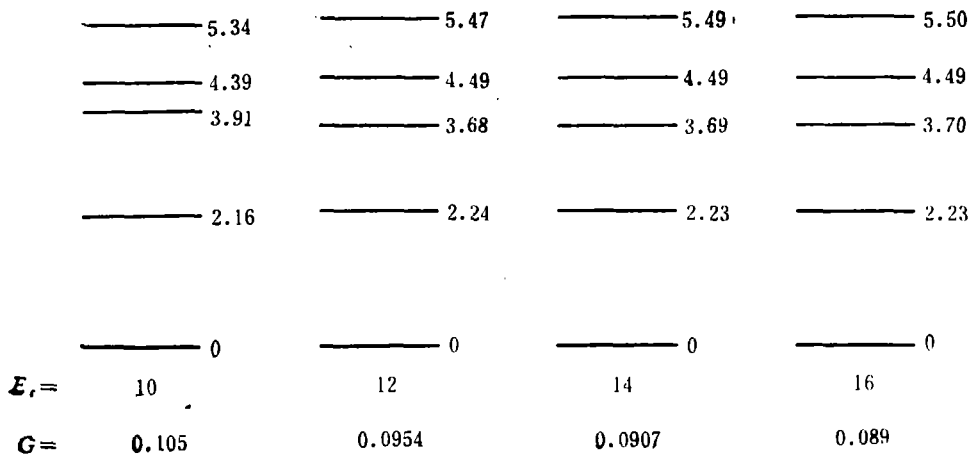 5.34 5.47 5.49 5.50
4.39 4.49 4.49 4.49
3.91 3.68 3.69 3.70
2.16 2.24 2.23 2.23
0 0 0 0
E_c= 10 12 14 16
G= 0.105 0.0954 0.0907 0.089